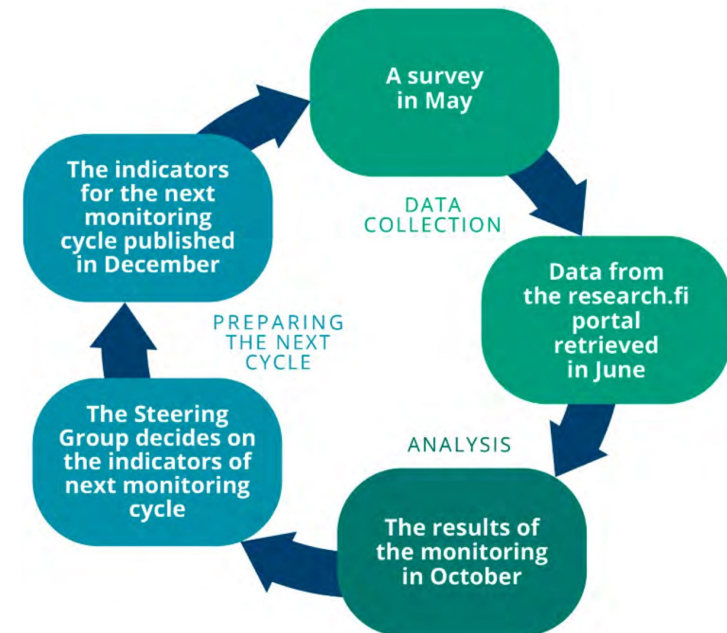 A survey
in May
DATA
COLLECTION
Data from
the research.fi
portal
retrieved
in June
ANALYSIS
The results of
the monitoring
in October
The Steering
Group decides on
the indicators of
next monitoring
cycle
PREPARING
THE NEXT
CYCLE
The indicators
for the next
monitoring
cycle published
in December